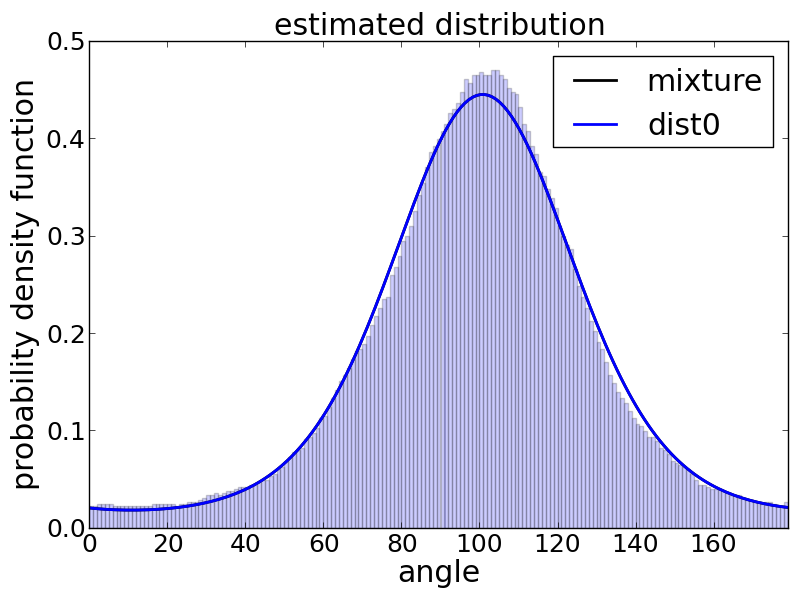 estimated distribution
probability density function
0.5
0.4
0.3
0.2
0.1
0.0
mixture
dist0
0 20 40 60 80 100 120 140 160
angle